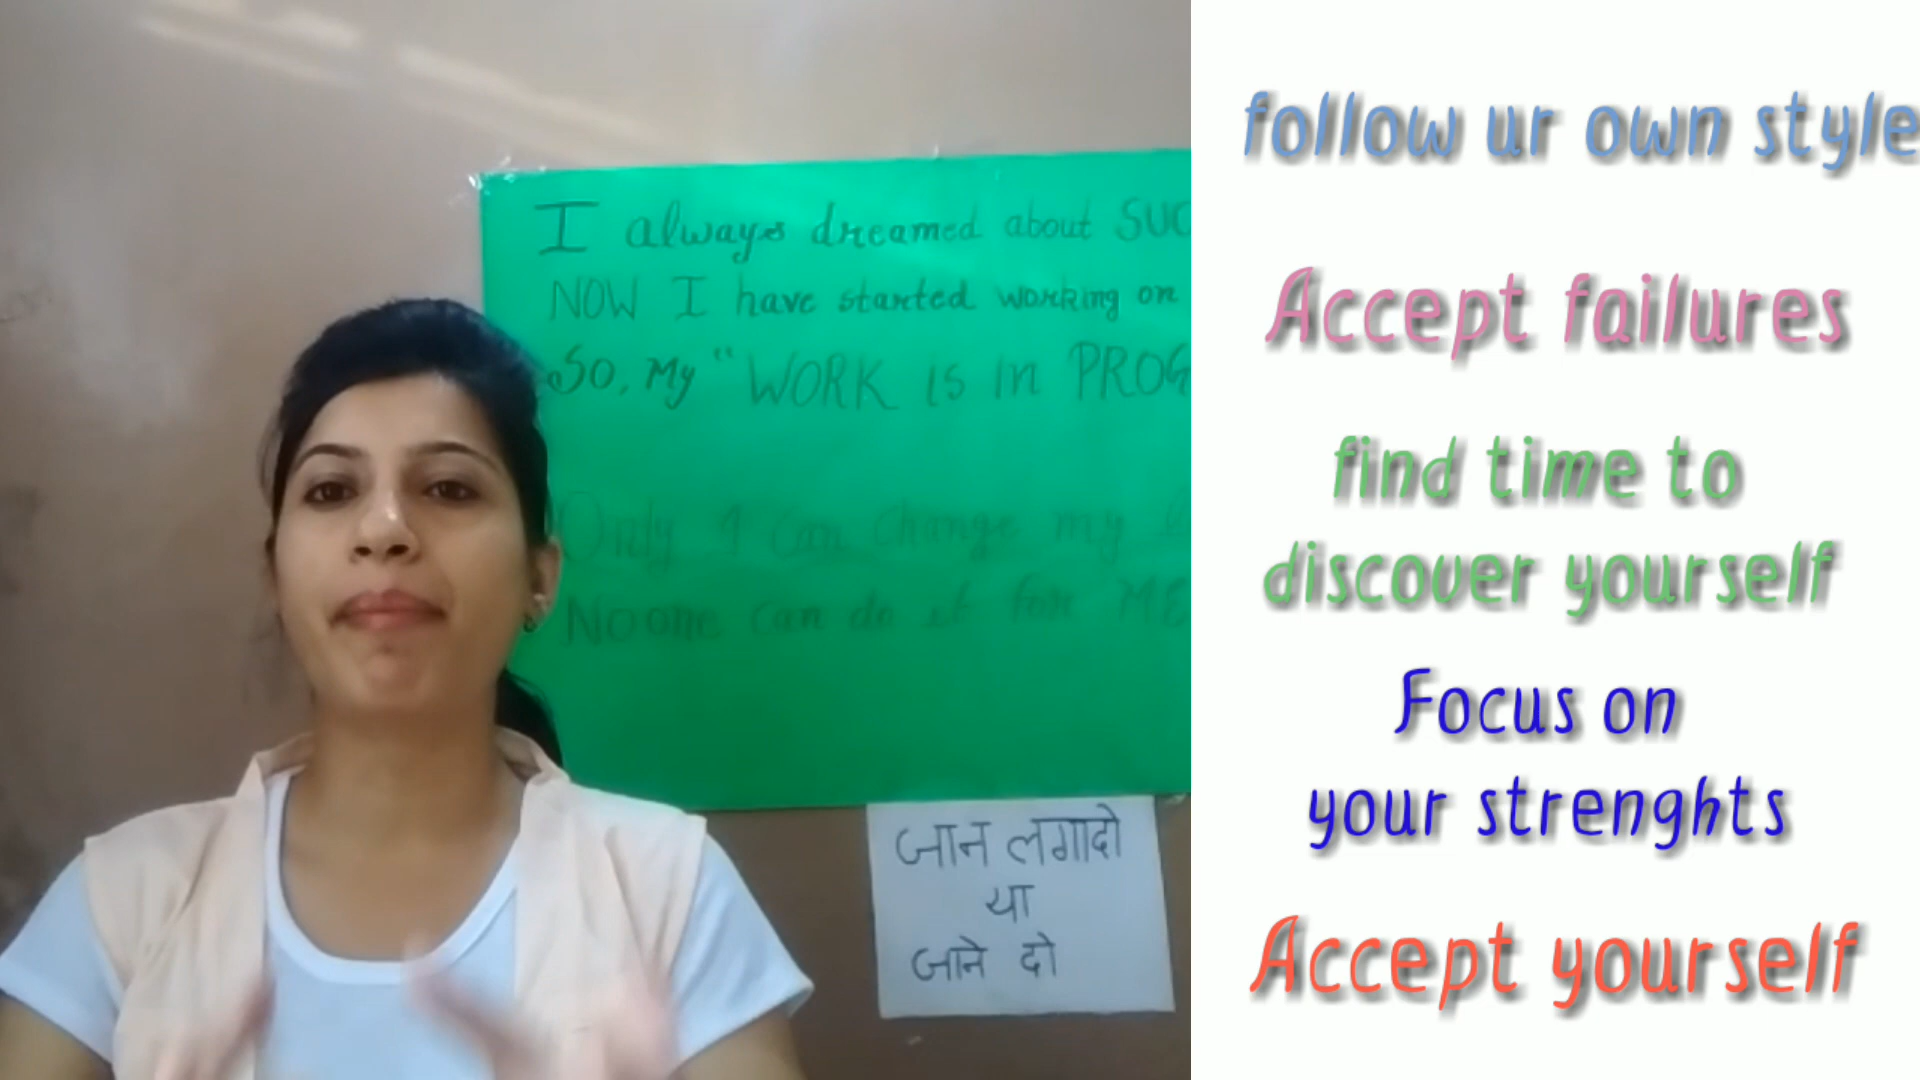 I always dreamed about SUC
NOW I have started working on
So, My "WORK IS in PROG
Only I can change my
No one can do it for ME
जान लगादो
या
जाने दो
follow ur own style
Accept failures
find time to
discover yourself
Focus on
your strenghts
Accept yourself